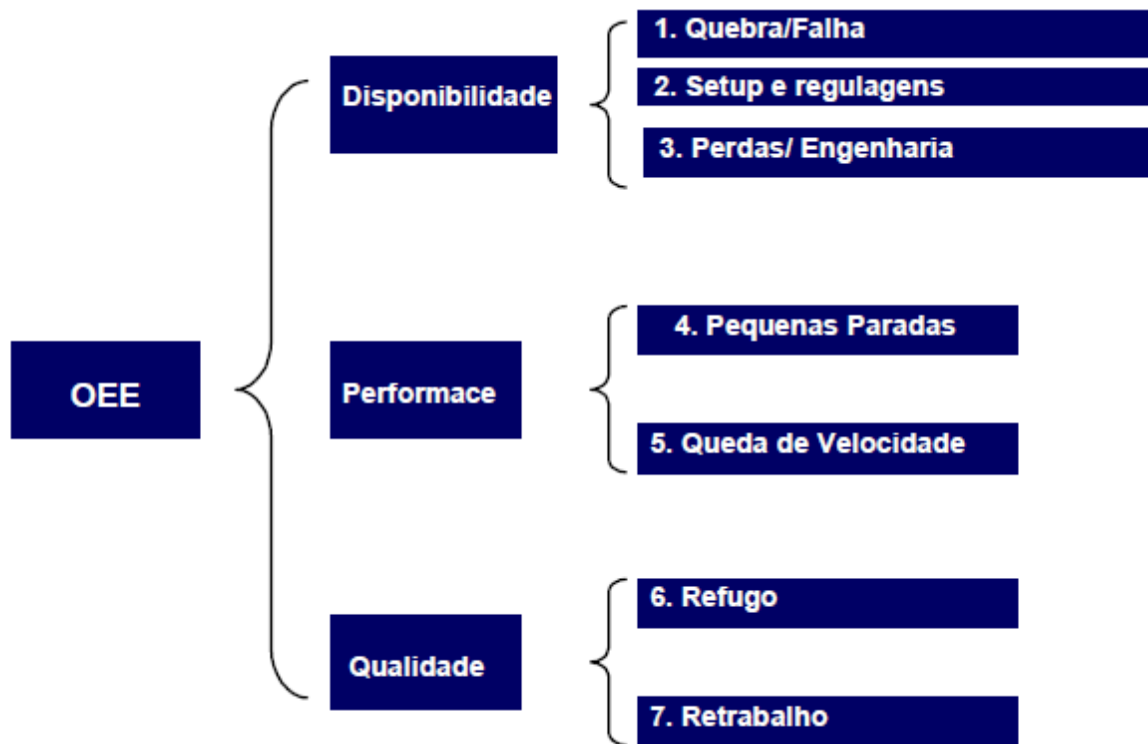 OEE
Disponibilidade
1. Quebra/Falha
2. Setup e regulagens
3. Perdas/ Engenharia
Performace
4. Pequenas Paradas
5. Queda de Velocidade
Qualidade
6. Refugo
7. Retrabalho